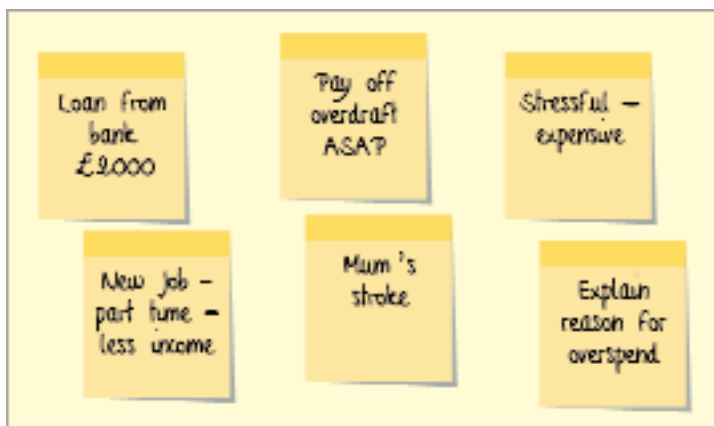 Loan from
bank
£2000
Pay off
overdraft
ASAP
Stressful –
expensive
New job –
part time –
less income
Mum's
stroke
Explain
reason for
overspend